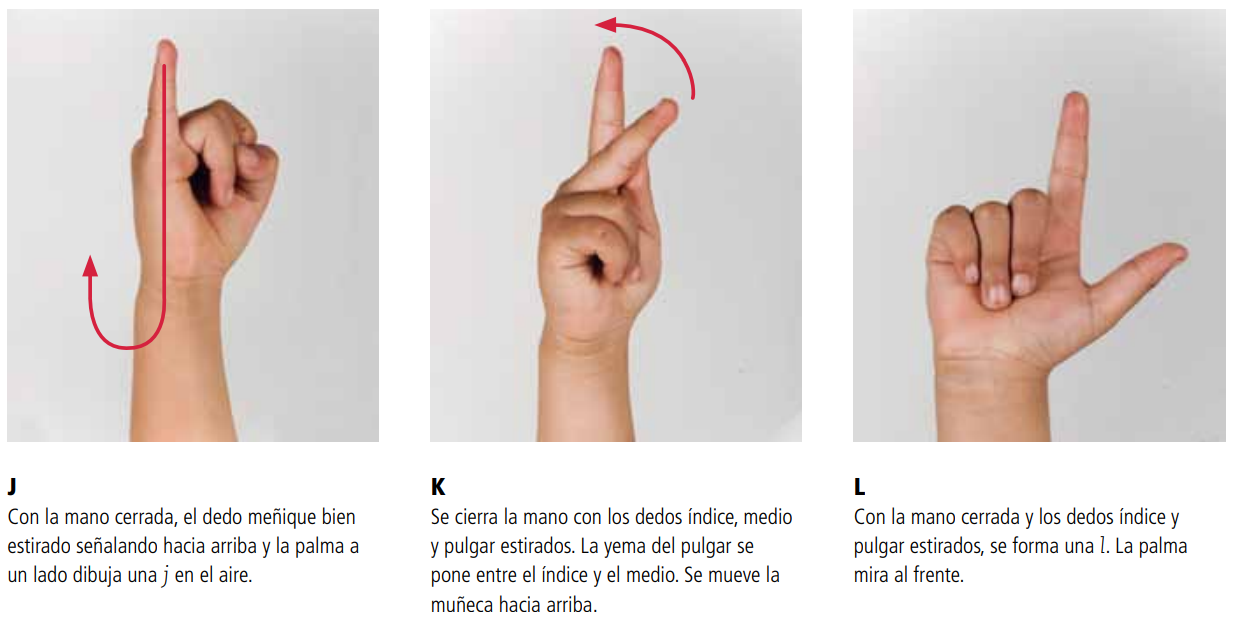 J
Con la mano cerrada, el dedo meñique bien
estirado señalando hacia arriba y la palma a
un lado dibuja una j en el aire.
K
Se cierra la mano con los dedos índice, medio
y pulgar estirados. La yema del pulgar se
pone entre el índice y el medio. Se mueve la
muñeca hacia arriba.
L
Con la mano cerrada y los dedos índice y
pulgar estirados, se forma una l. La palma
mira al frente.